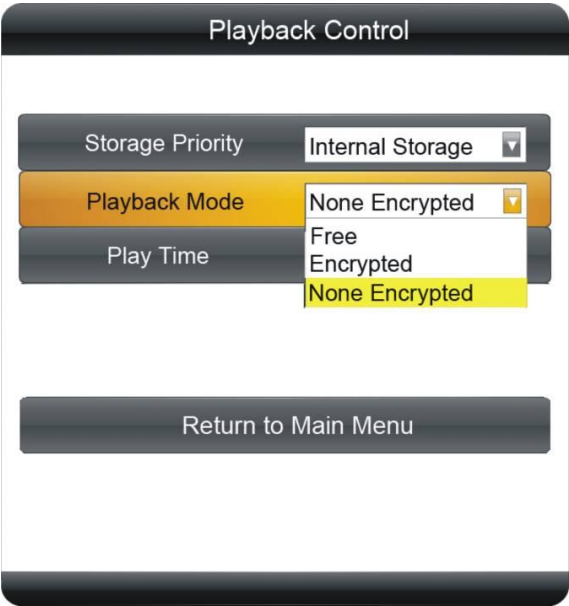 Playback Control
Storage Priority Internal Storage
Playback Mode None Encrypted
Free
Play Time
Encrypted
None Encrypted
Return to Main Menu